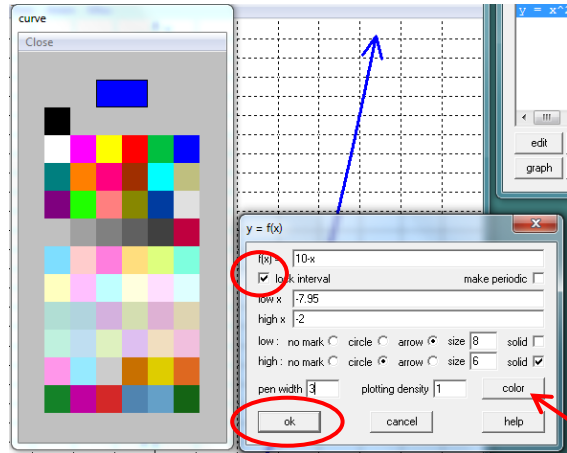 curve
Close
y = x^
edit
graph
y = f(x)
f(x) = 10-x
lock interval make periodic
low x -7.95
high x -2
low : no mark circle arrow size 8 solid
high : no mark circle arrow size 6 solid
pen width 3 plotting density 1 color
ok cancel help